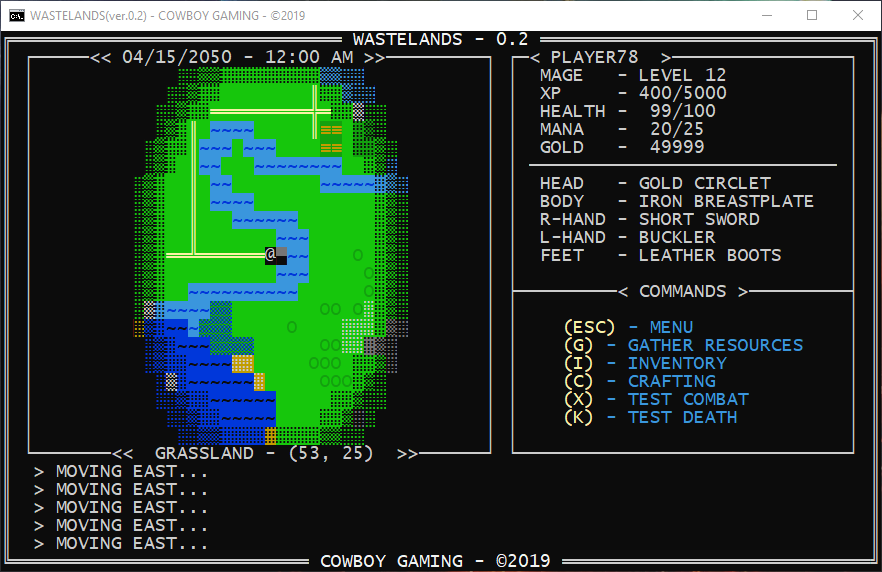 WASTELANDS(ver.0.2) - COWBOY GAMING - ©2019
WASTELANDS - 0.2
<< 04/15/2050 - 12:00 AM >>
@
<< GRASSLAND - (53, 25) >>
< PLAYER78 >
MAGE - LEVEL 12
XP - 400/5000
HEALTH - 99/100
MANA - 20/25
GOLD - 49999
HEAD - GOLD CIRCLET
BODY - IRON BREASTPLATE
R-HAND - SHORT SWORD
L-HAND - BUCKLER
FEET - LEATHER BOOTS
< COMMANDS >
(ESC) - MENU
(G) - GATHER RESOURCES
(I) - INVENTORY
(C) - CRAFTING
(X) - TEST COMBAT
(K) - TEST DEATH
> MOVING EAST...
> MOVING EAST...
> MOVING EAST...
> MOVING EAST...
> MOVING EAST...
COWBOY GAMING - ©2019